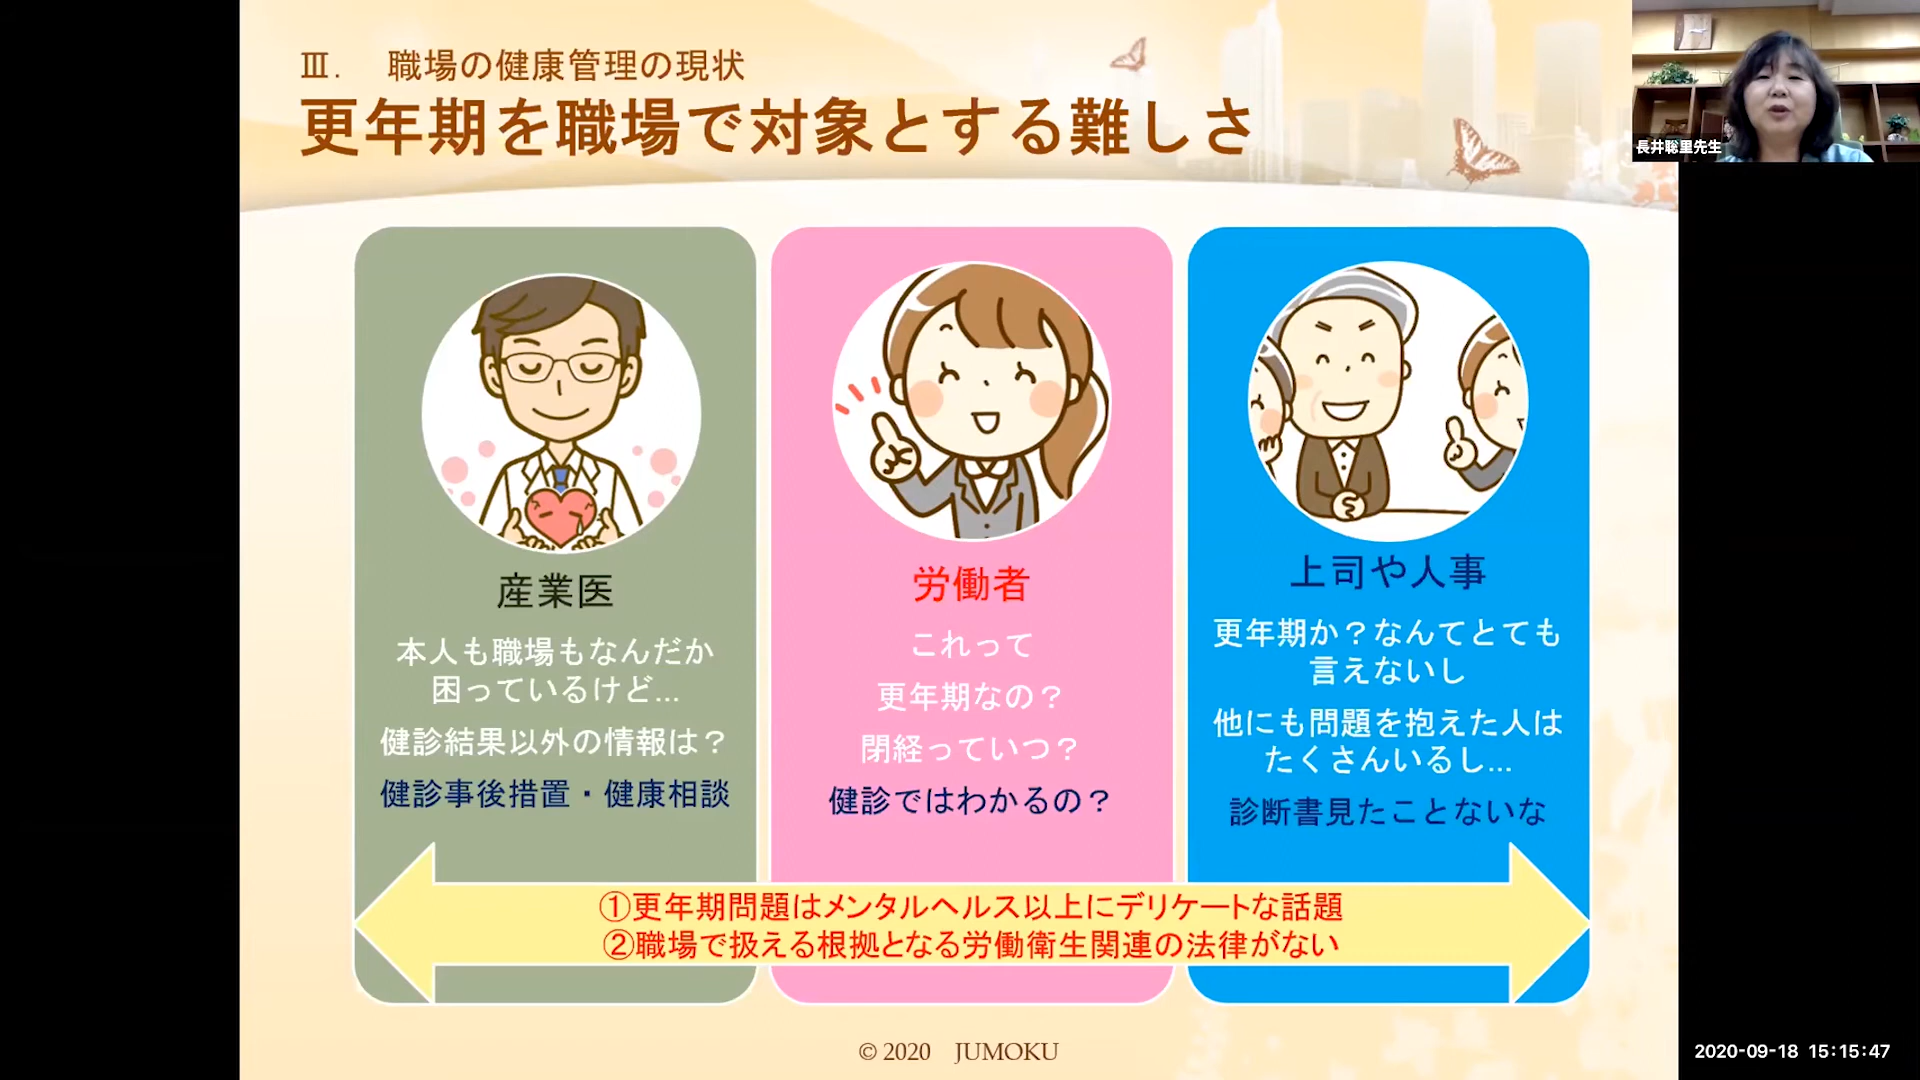 Ⅲ. 職場の健康管理の現状
更年期を職場で対象とする難しさ
長井聡里先生
産業医
本人も職場もなんだか
困っているけど…
健診結果以外の情報は？
健診事後措置・健康相談
労働者
これって
更年期なの？
閉経っていつ？
健診ではわかるの？
上司や人事
更年期か？なんてとても
言えないし
他にも問題を抱えた人は
たくさんいるし…
診断書見たことないな
①更年期問題はメンタルヘルス以上にデリケートな話題
②職場で扱える根拠となる労働衛生関連の法律がない
© 2020 JUMOKU
2020-09-18 15:15:47